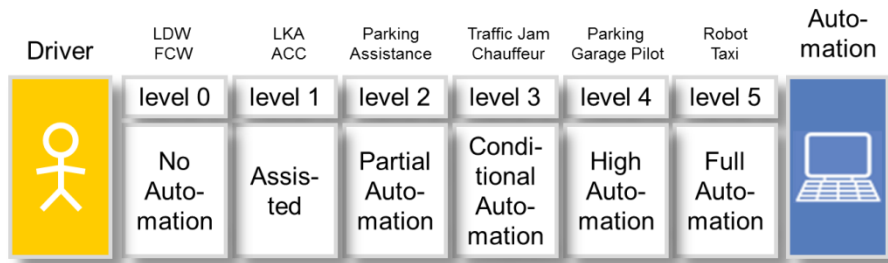 Driver
LDW
FCW
LKA
ACC
Parking
Assistance
Traffic Jam
Chauffeur
Parking
Garage Pilot
Robot
Taxi
Auto-
mation
level 0
level 1
level 2
level 3
level 4
level 5
No
Auto-
mation
Assis-
ted
Partial
Auto-
mation
Condi-
tional
Auto-
mation
High
Auto-
mation
Full
Auto-
mation